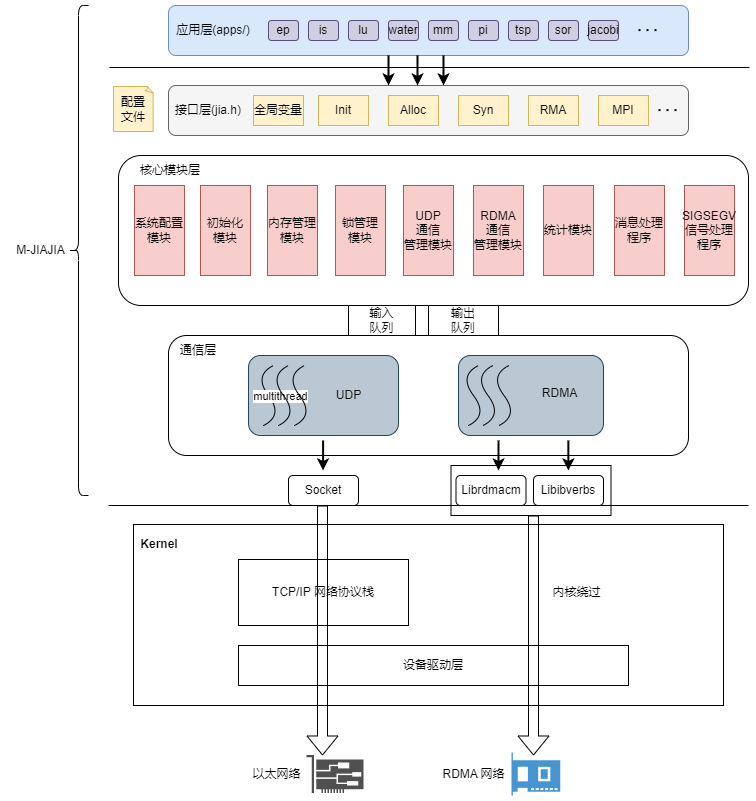 应用层(apps/)
ep
is
lu
water
mm
pi
tsp
sor
jacobi
···
配置
文件
接口层(jia.h)
全局变量
Init
Alloc
Syn
RMA
MPI
···
M-JIAJIA
核心模块层
系统配置
模块
初始化
模块
内存管理
模块
锁管理
模块
UDP
通信
管理模块
RDMA
通信
管理模块
统计模块
消息处理
程序
SIGSEGV
信号处理
程序
输入
队列
输出
队列
通信层
multithread
UDP
RDMA
Socket
Librdmacm
Libibverbs
Kernel
TCP/IP 网络协议栈
内核绕过
设备驱动层
以太网络
RDMA 网络